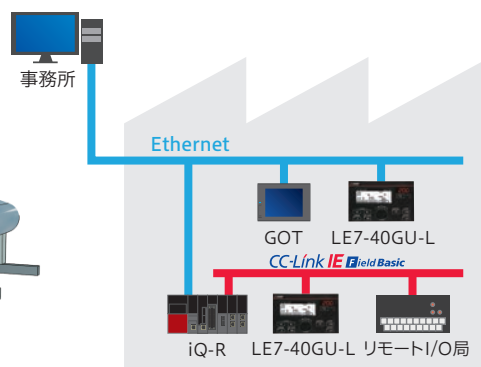 事務所
Ethernet
GOT
LE7-40GU-L
CC-Link IE Field Basic
iQ-R
LE7-40GU-L
リモートI/O局